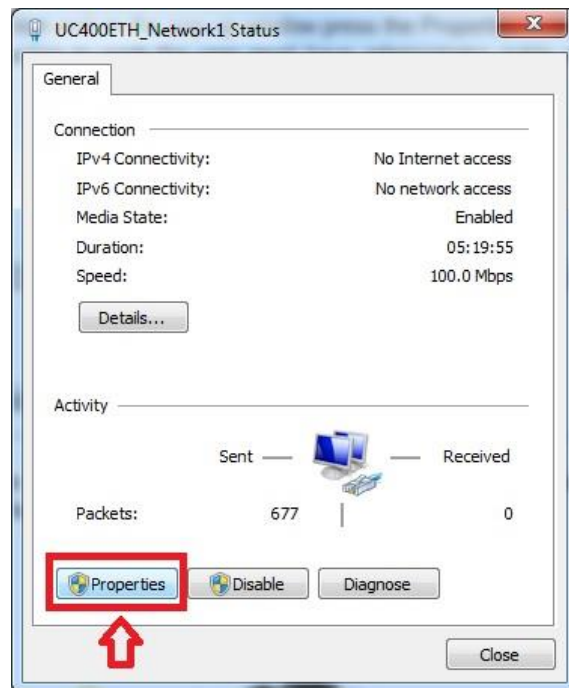 UC400ETH_Network1 Status
General
Connection
IPv4 Connectivity: No Internet access
IPv6 Connectivity: No network access
Media State: Enabled
Duration: 05:19:55
Speed: 100.0 Mbps
Details...
Activity
Sent Received
Packets: 677 0
Properties Disable Diagnose
Close